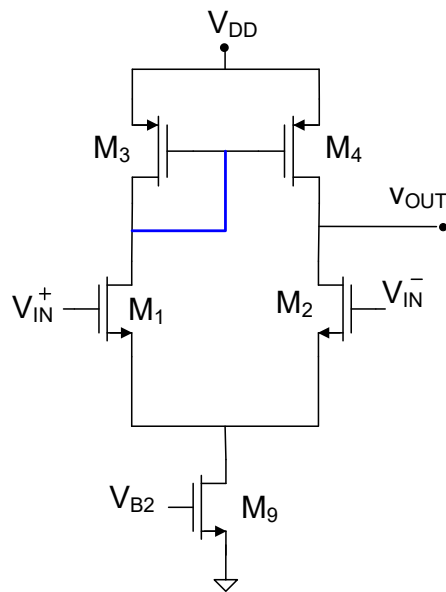 V_DD
M_3
M_4
v_OUT
V_IN^+
M_1
M_2
V_IN^−
V_B2
M_9